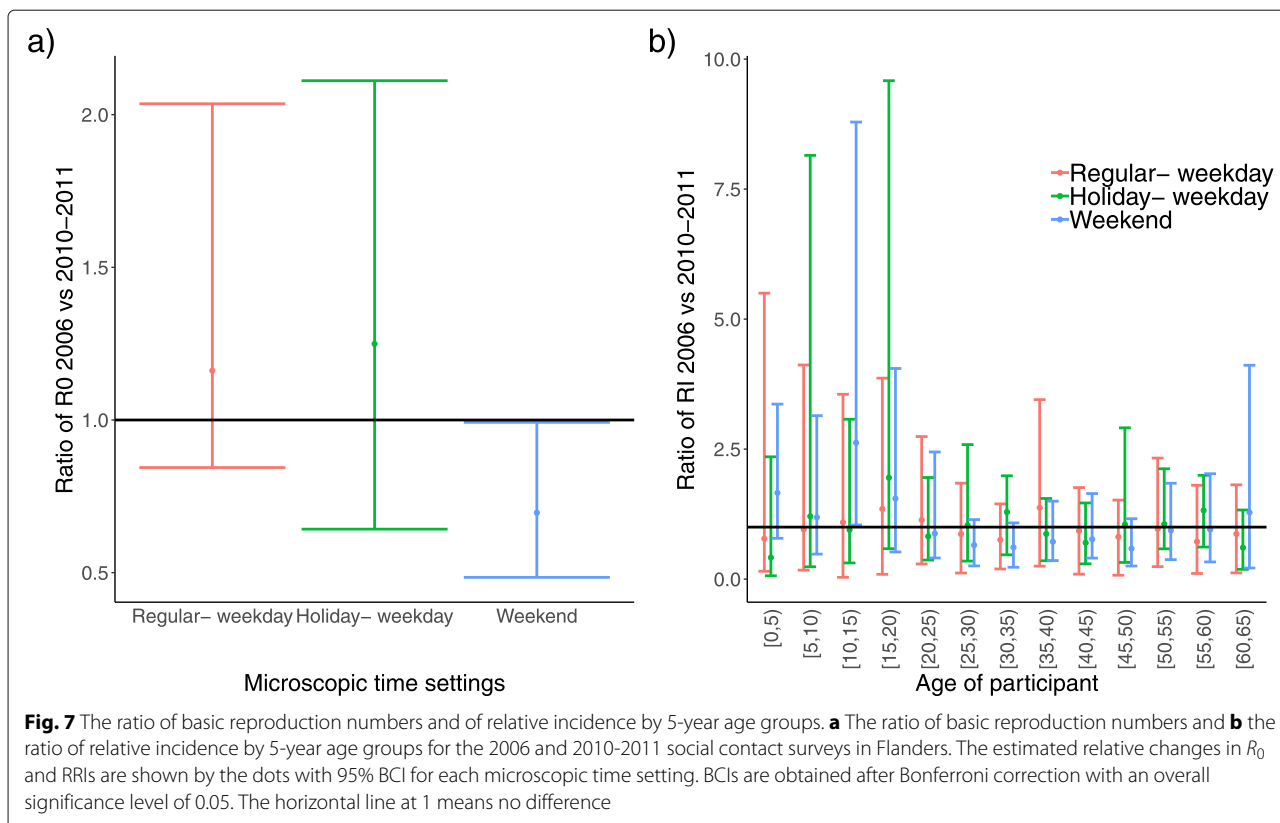 a)
Ratio of R0 2006 vs 2010−2011
2.0
1.5
1.0
0.5
Regular− weekday Holiday− weekday Weekend
Microscopic time settings
b)
Ratio of RI 2006 vs 2010−2011
10.0
7.5
5.0
2.5
0.0
Regular− weekday
Holiday− weekday
Weekend
[0,5)
[5,10)
[10,15)
[15,20)
[20,25)
[25,30)
[30,35)
[35,40)
[40,45)
[45,50)
[50,55)
[55,60)
[60,65)
Age of participant
Fig. 7 The ratio of basic reproduction numbers and of relative incidence by 5-year age groups. a The ratio of basic reproduction numbers and b the
ratio of relative incidence by 5-year age groups for the 2006 and 2010-2011 social contact surveys in Flanders. The estimated relative changes in R0
and RRIs are shown by the dots with 95% BCI for each microscopic time setting. BCIs are obtained after Bonferroni correction with an overall
significance level of 0.05. The horizontal line at 1 means no difference